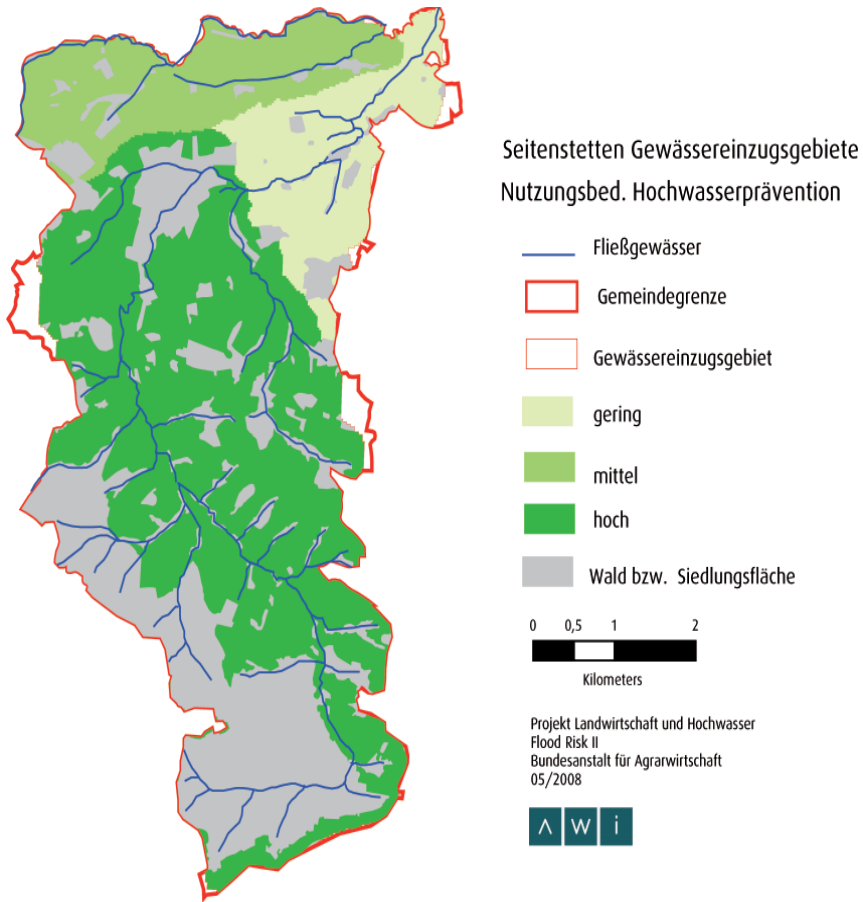 Seitenstetten Gewässereinzugsgebiete
Nutzungsbed. Hochwasserprävention
Fließgewässer
Gemeindegrenze
Gewässereinzugsgebiet
gering
mittel
hoch
Wald bzw. Siedlungsfläche
0 0,5 1 2
Kilometers
Projekt Landwirtschaft und Hochwasser
Flood Risk II
Bundesanstalt für Agrarwirtschaft
05/2008
Λ W i